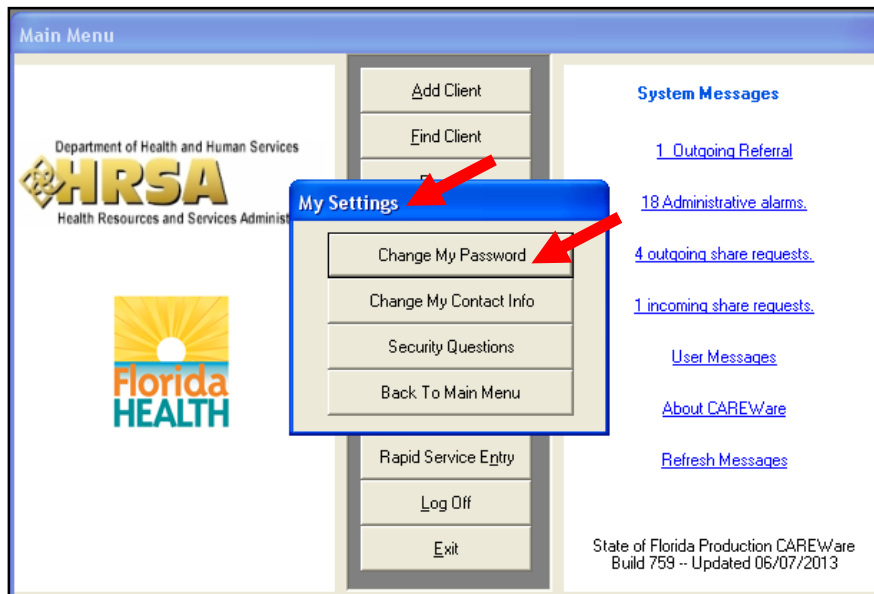 Main Menu
Department of Health and Human Services
HRSA
Health Resources and Services Administ
Florida
HEALTH
Add Client
Find Client
My Settings
Change My Password
Change My Contact Info
Security Questions
Back To Main Menu
Rapid Service Entry
Log Off
Exit
System Messages
1 Outgoing Referral
18 Administrative alarms.
4 outgoing share requests.
1 incoming share requests.
User Messages
About CAREWare
Refresh Messages
State of Florida Production CAREWare
Build 759 -- Updated 06/07/2013